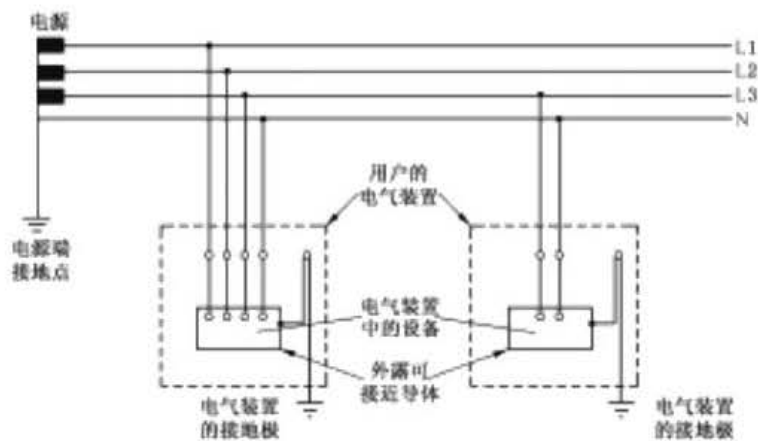 电源
L1
L2
L3
N
用户的
电气装置
电源端
接地点
电气装置
中的设备
外露可
接近导体
电气装置
的接地极
电气装置
的接地极